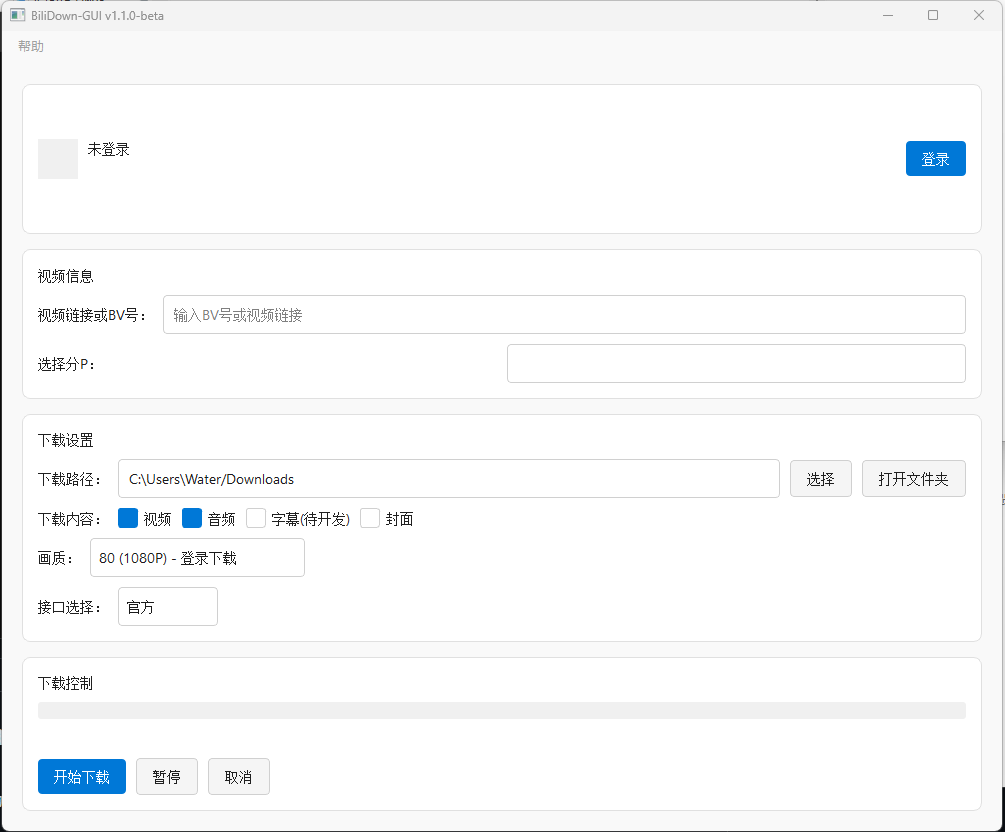 BiliDown-GUI v1.1.0-beta
帮助
未登录
登录
视频信息
视频链接或BV号： 输入BV号或视频链接
选择分P：
下载设置
下载路径： C:\Users\Water/Downloads 选择 打开文件夹
下载内容： 视频 音频 字幕(待开发) 封面
画质： 80 (1080P) - 登录下载
接口选择： 官方
下载控制
开始下载 暂停 取消